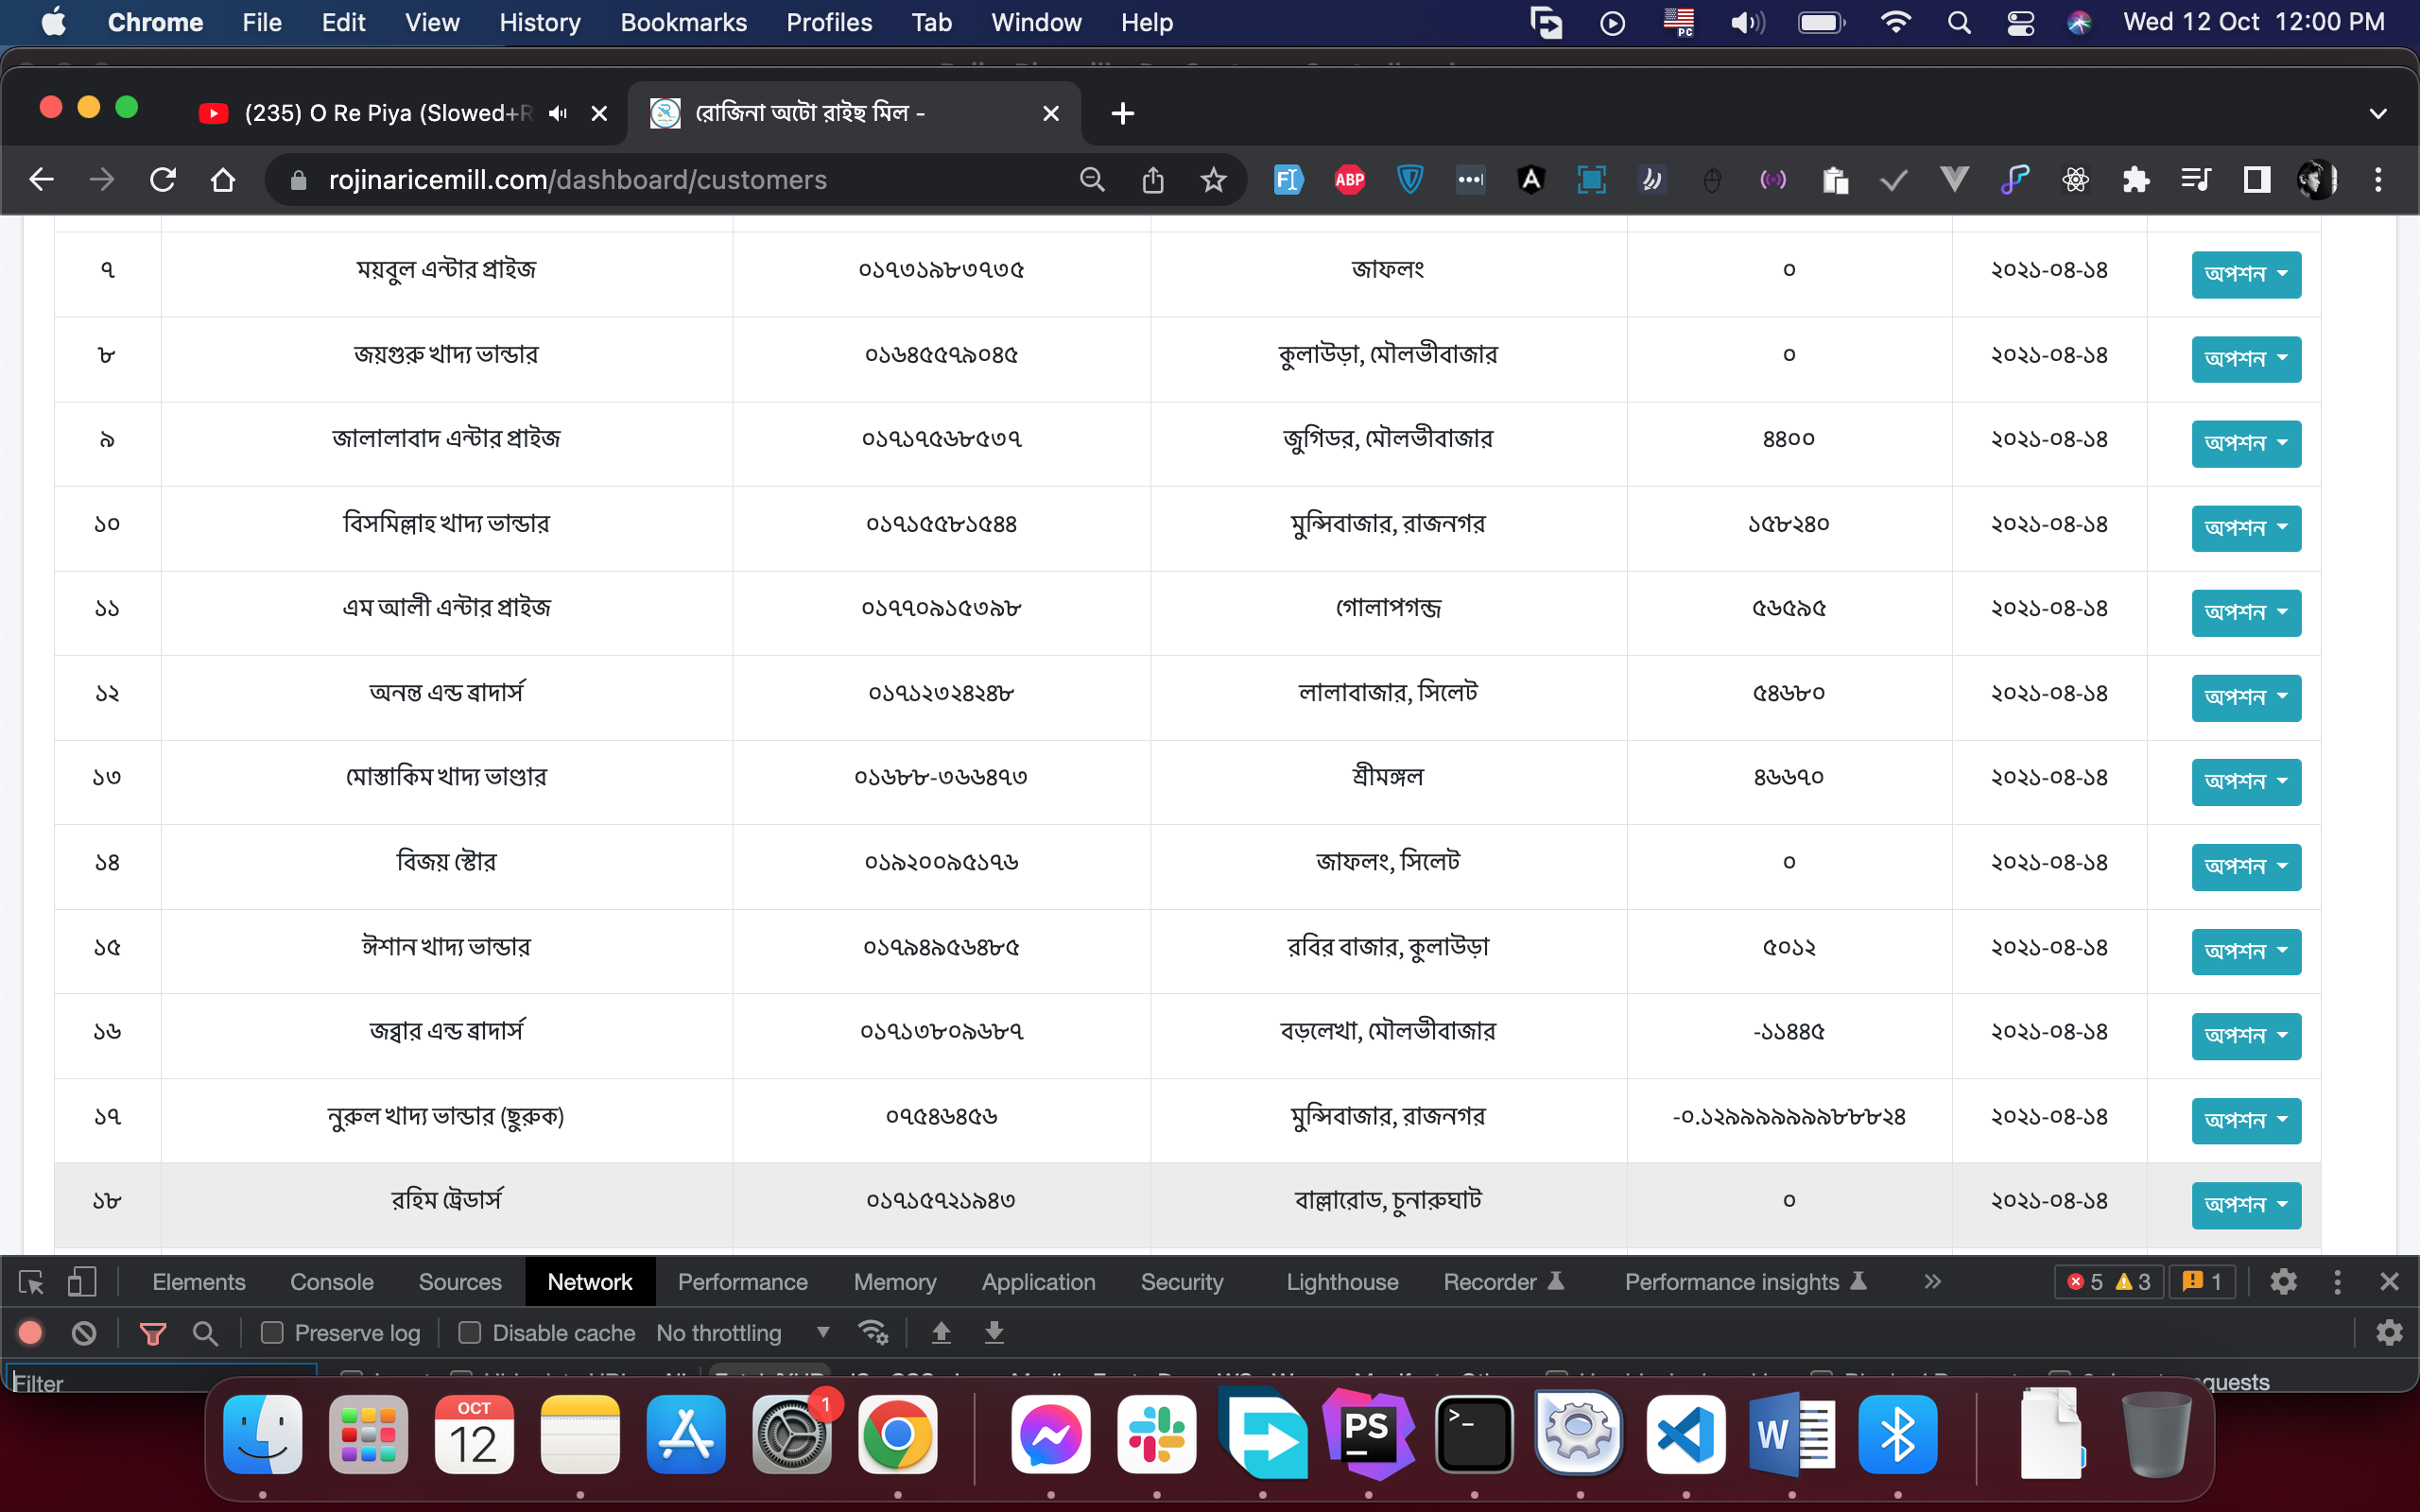 Chrome File Edit View History Bookmarks Profiles Tab Window Help PC Wed 12 Oct 12:00 PM
(235) O Re Piya (Slowed+R রোজিনা অটো রাইছ মিল -
rojinaricemill.com/dashboard/customers ABP
৭ ময়বুল এন্টার প্রাইজ ০১৭৩১৯৮৩৭৩৫ জাফলং ০ ২০২১-০৪-১৪ অপশন
৮ জয়গুরু খাদ্য ভান্ডার ০১৬৪৫৫৭৯০৪৫ কুলাউড়া, মৌলভীবাজার ০ ২০২১-০৪-১৪ অপশন
৯ জালালাবাদ এন্টার প্রাইজ ০১৭১৭৫৬৮৫৩৭ জুগিডর, মৌলভীবাজার ৪৪০০ ২০২১-০৪-১৪ অপশন
১০ বিসমিল্লাহ খাদ্য ভান্ডার ০১৭১৫৫৮১৫৪৪ মুন্সিবাজার, রাজনগর ১৫৮২৪০ ২০২১-০৪-১৪ অপশন
১১ এম আলী এন্টার প্রাইজ ০১৭৭০৯১৫৩৯৮ গোলাপগন্জ ৫৬৫৯৫ ২০২১-০৪-১৪ অপশন
১২ অনন্ত এন্ড ব্রাদার্স ০১৭১২৩২৪২৪৮ লালাবাজার, সিলেট ৫৪৬৮০ ২০২১-০৪-১৪ অপশন
১৩ মোস্তাকিম খাদ্য ভাণ্ডার ০১৬৮৮-৩৬৬৪৭৩ শ্রীমঙ্গল ৪৬৬৭০ ২০২১-০৪-১৪ অপশন
১৪ বিজয় স্টোর ০১৯২০০৯৫১৭৬ জাফলং, সিলেট ০ ২০২১-০৪-১৪ অপশন
১৫ ঈশান খাদ্য ভান্ডার ০১৭৯৪৯৫৬৪৮৫ রবির বাজার, কুলাউড়া ৫০১২ ২০২১-০৪-১৪ অপশন
১৬ জব্বার এন্ড ব্রাদার্স ০১৭১৩৮০৯৬৮৭ বড়লেখা, মৌলভীবাজার -১১৪৪৫ ২০২১-০৪-১৪ অপশন
১৭ নুরুল খাদ্য ভান্ডার (ছুরুক) ০৭৫৪৬৪৫৬ মুন্সিবাজার, রাজনগর -০.১২৯৯৯৯৯৯৯৮৮৮২৪ ২০২১-০৪-১৪ অপশন
১৮ রহিম ট্রেডার্স ০১৭১৫৭২১৯৪৩ বাল্লারোড, চুনারুঘাট ০ ২০২১-০৪-১৪ অপশন
Elements Console Sources Network Performance Memory Application Security Lighthouse Recorder Performance insights 5 3 1
Preserve log Disable cache No throttling
Filter
OCT 12 1 PS >_ W